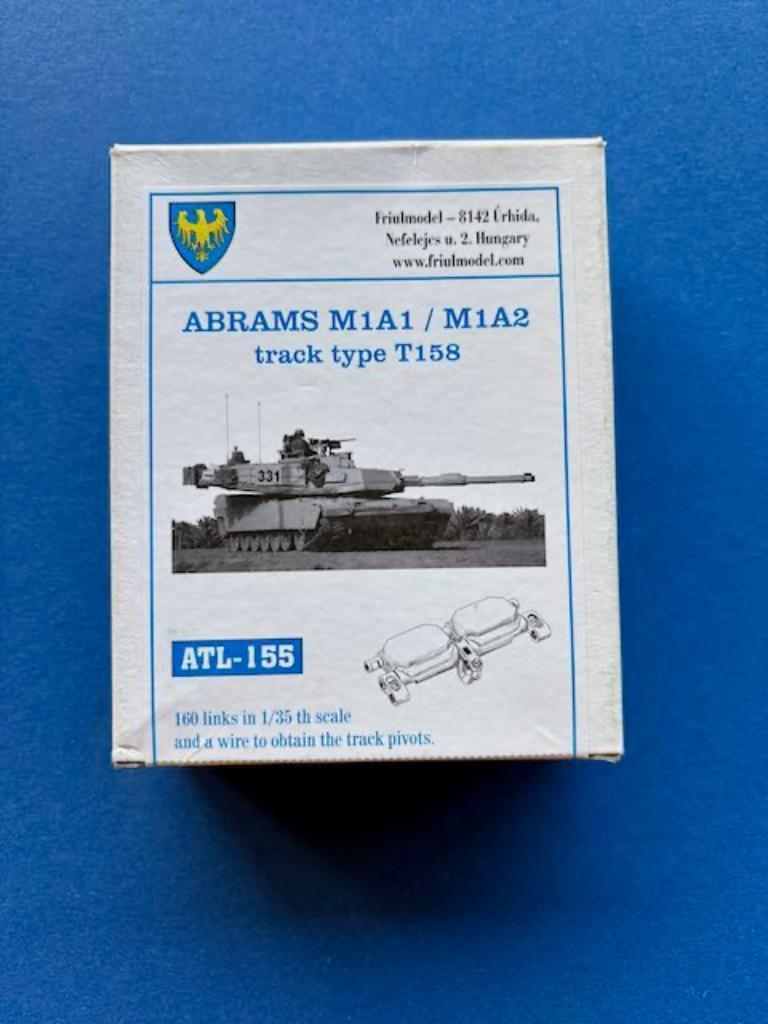 Friulmodel – 8142 Úrhida,
Nefelejcs u. 2. Hungary
www.friulmodel.com
ABRAMS M1A1 / M1A2
track type T158
331
ATL-155
160 links in 1/35 th scale
and a wire to obtain the track pivots.